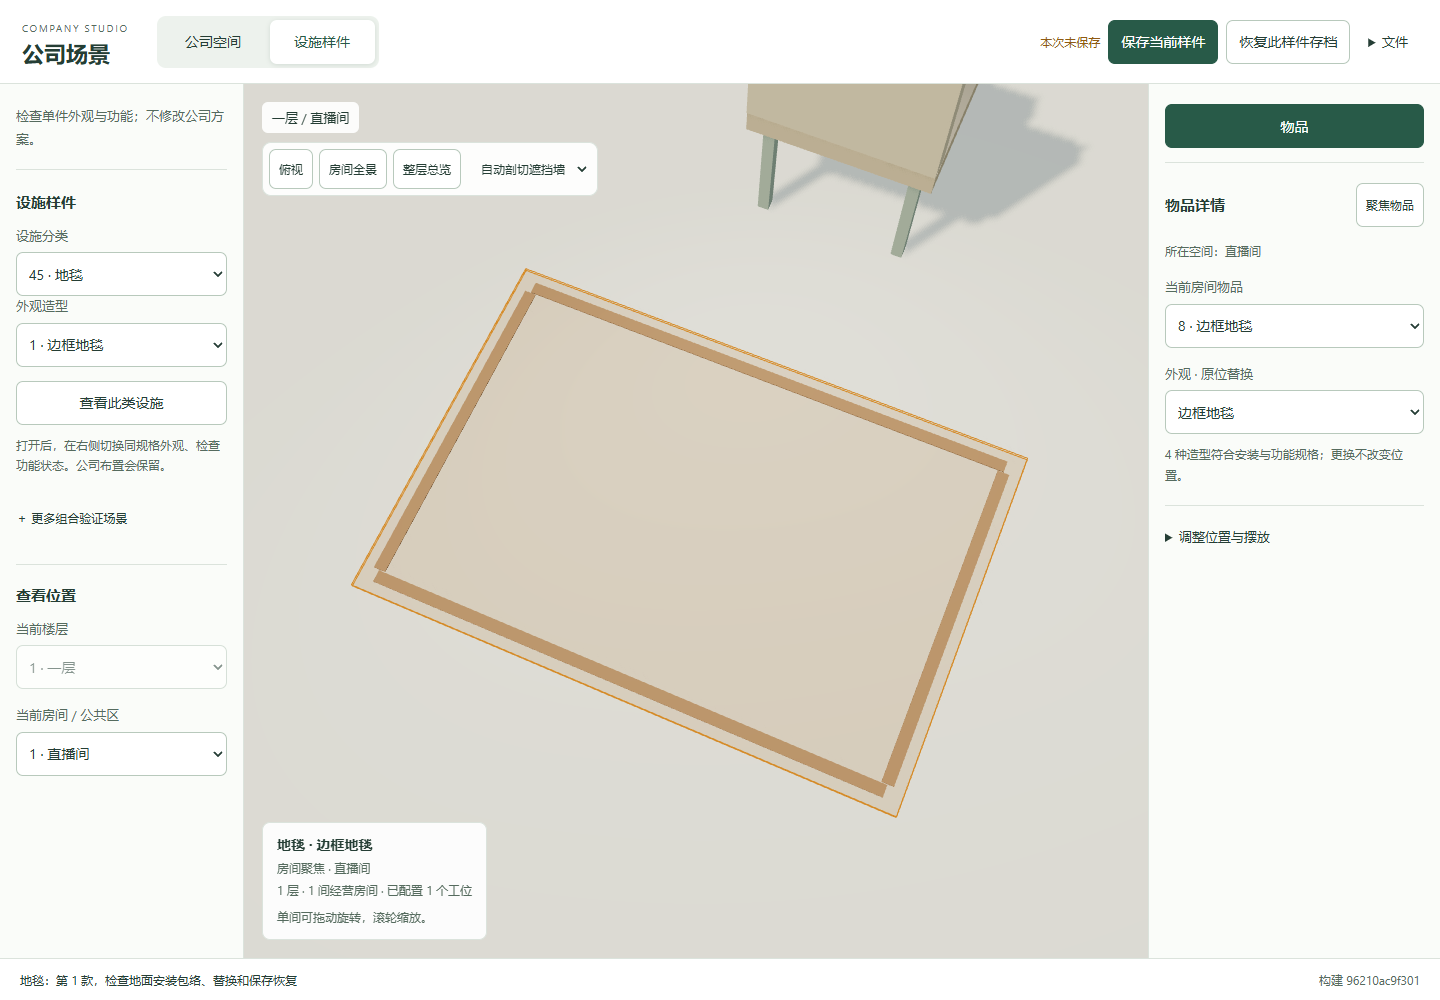 COMPANY STUDIO
公司场景
公司空间
设施样件
本次未保存
保存当前样件
恢复此样件存档
▶ 文件
检查单件外观与功能；不修改公司方
案。
设施样件
设施分类
45 · 地毯
外观造型
1 · 边框地毯
查看此类设施
打开后，在右侧切换同规格外观、检查
功能状态。公司布置会保留。
+ 更多组合验证场景
查看位置
当前楼层
1 · 一层
当前房间 / 公共区
1 · 直播间
一层 / 直播间
俯视
房间全景
整层总览
自动剖切遮挡墙
地毯 · 边框地毯
房间聚焦 · 直播间
1 层 · 1 间经营房间 · 已配置 1 个工位
单间可拖动旋转，滚轮缩放。
物品
物品详情
聚焦物品
所在空间：直播间
当前房间物品
8 · 边框地毯
外观 · 原位替换
边框地毯
4 种造型符合安装与功能规格；更换不改变位
置。
▶ 调整位置与摆放
地毯：第 1 款，检查地面安装包络、替换和保存恢复
构建 96210ac9f301